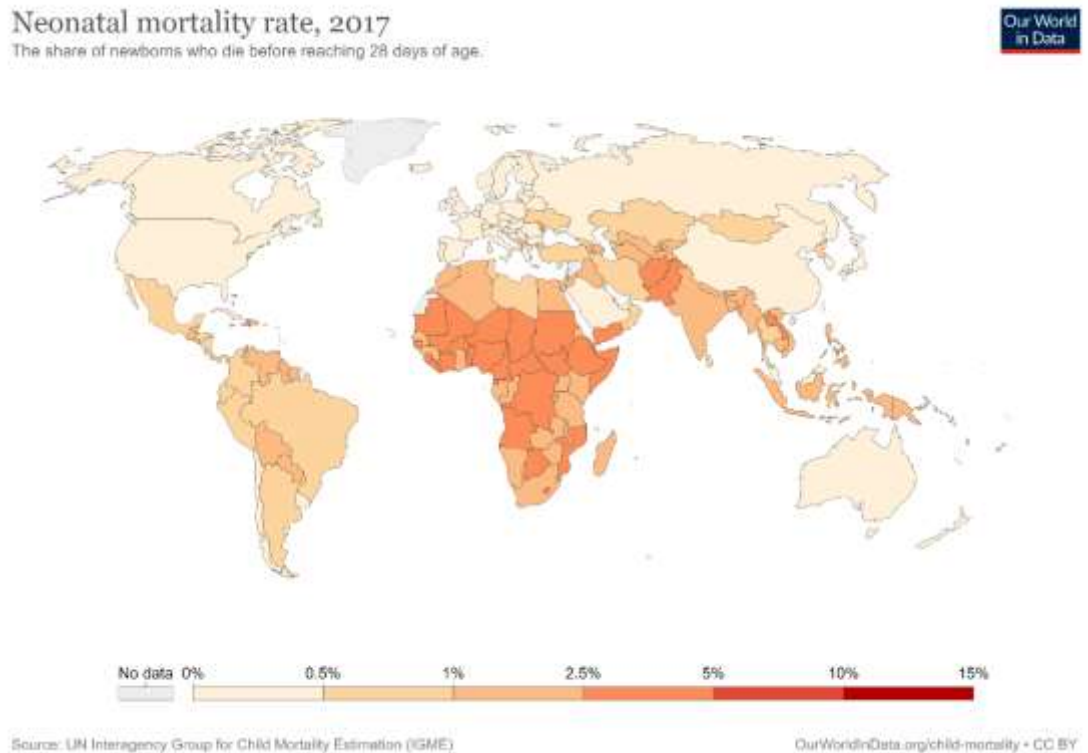 Neonatal mortality rate, 2017
The share of newborns who die before reaching 28 days of age.
Our World
in Data
No data 0% 0.5% 1% 2.5% 5% 10% 15%
Source: UN Interagency Group for Child Mortality Estimation (IGME)
OurWorldInData.org/child-mortality • CC BY